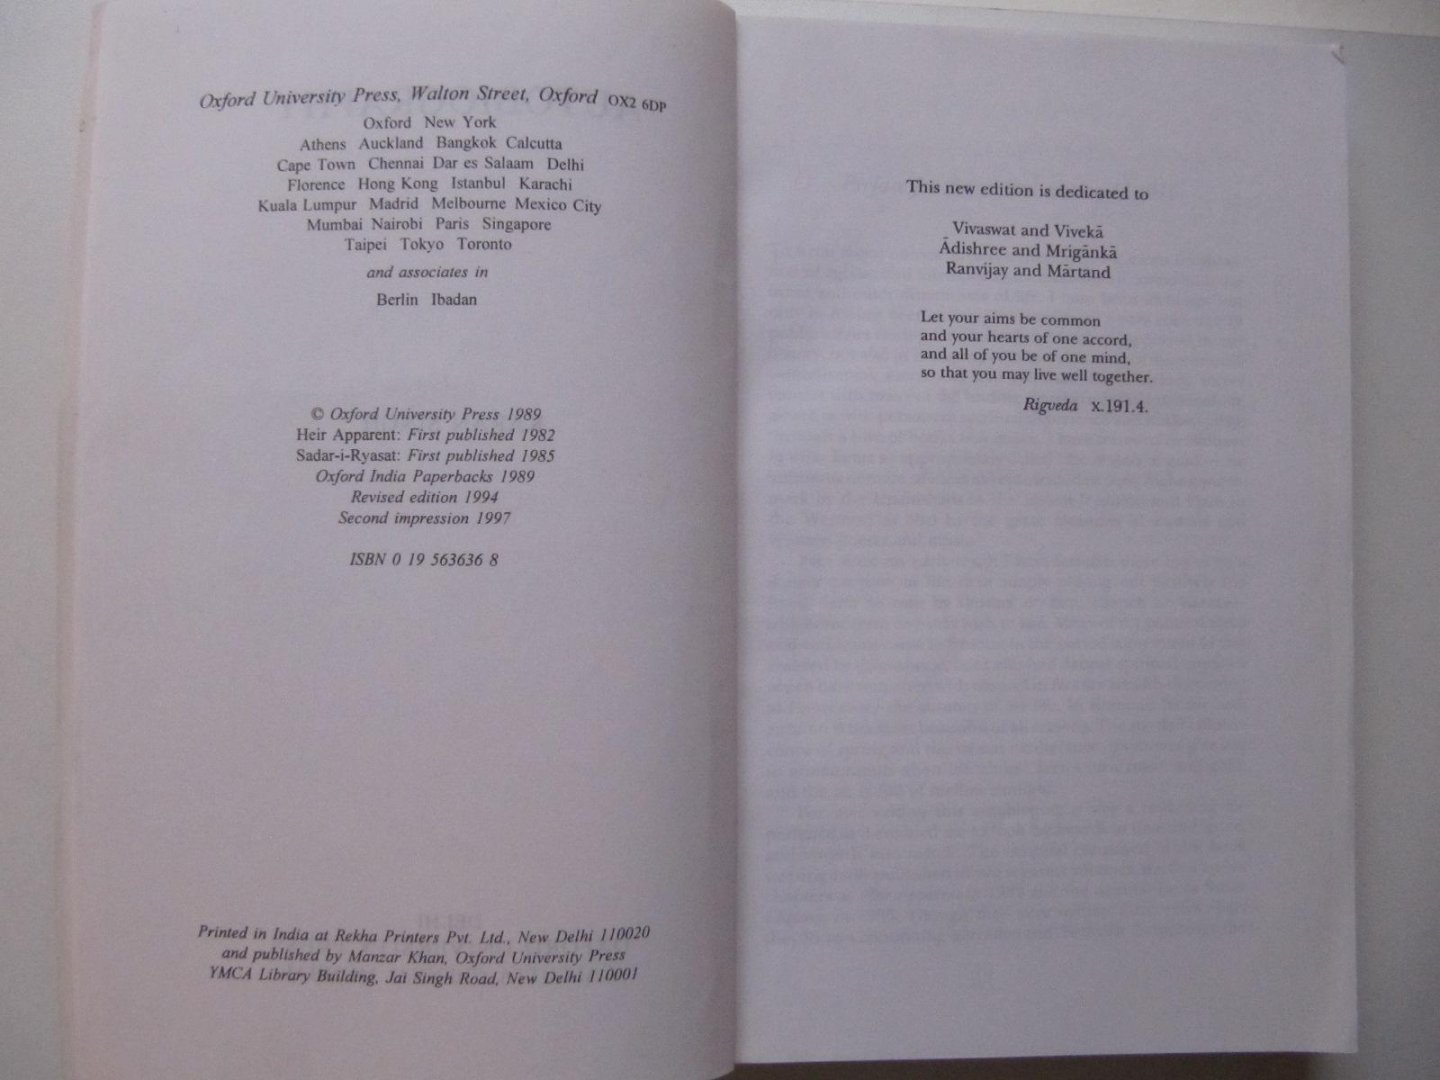 Oxford University Press, Walton Street, Oxford OX2 6DP
Oxford New York
Athens Auckland Bangkok Calcutta
Cape Town Chennai Dar es Salaam Delhi
Florence Hong Kong Istanbul Karachi
Kuala Lumpur Madrid Melbourne Mexico City
Mumbai Nairobi Paris Singapore
Taipei Tokyo Toronto
and associates in
Berlin Ibadan
© Oxford University Press 1989
Heir Apparent: First published 1982
Sadar-i-Ryasat: First published 1985
Oxford India Paperbacks 1989
Revised edition 1994
Second impression 1997
ISBN 0 19 563636 8
Printed in India at Rekha Printers Pvt. Ltd., New Delhi 110020
and published by Manzar Khan, Oxford University Press
YMCA Library Building, Jai Singh Road, New Delhi 110001
This new edition is dedicated to
Vivaswat and Vivekā
Ādishree and Mrigānkā
Ranvijay and Mārtand
Let your aims be common
and your hearts of one accord,
and all of you be of one mind,
so that you may live well together.
Rigveda x.191.4.